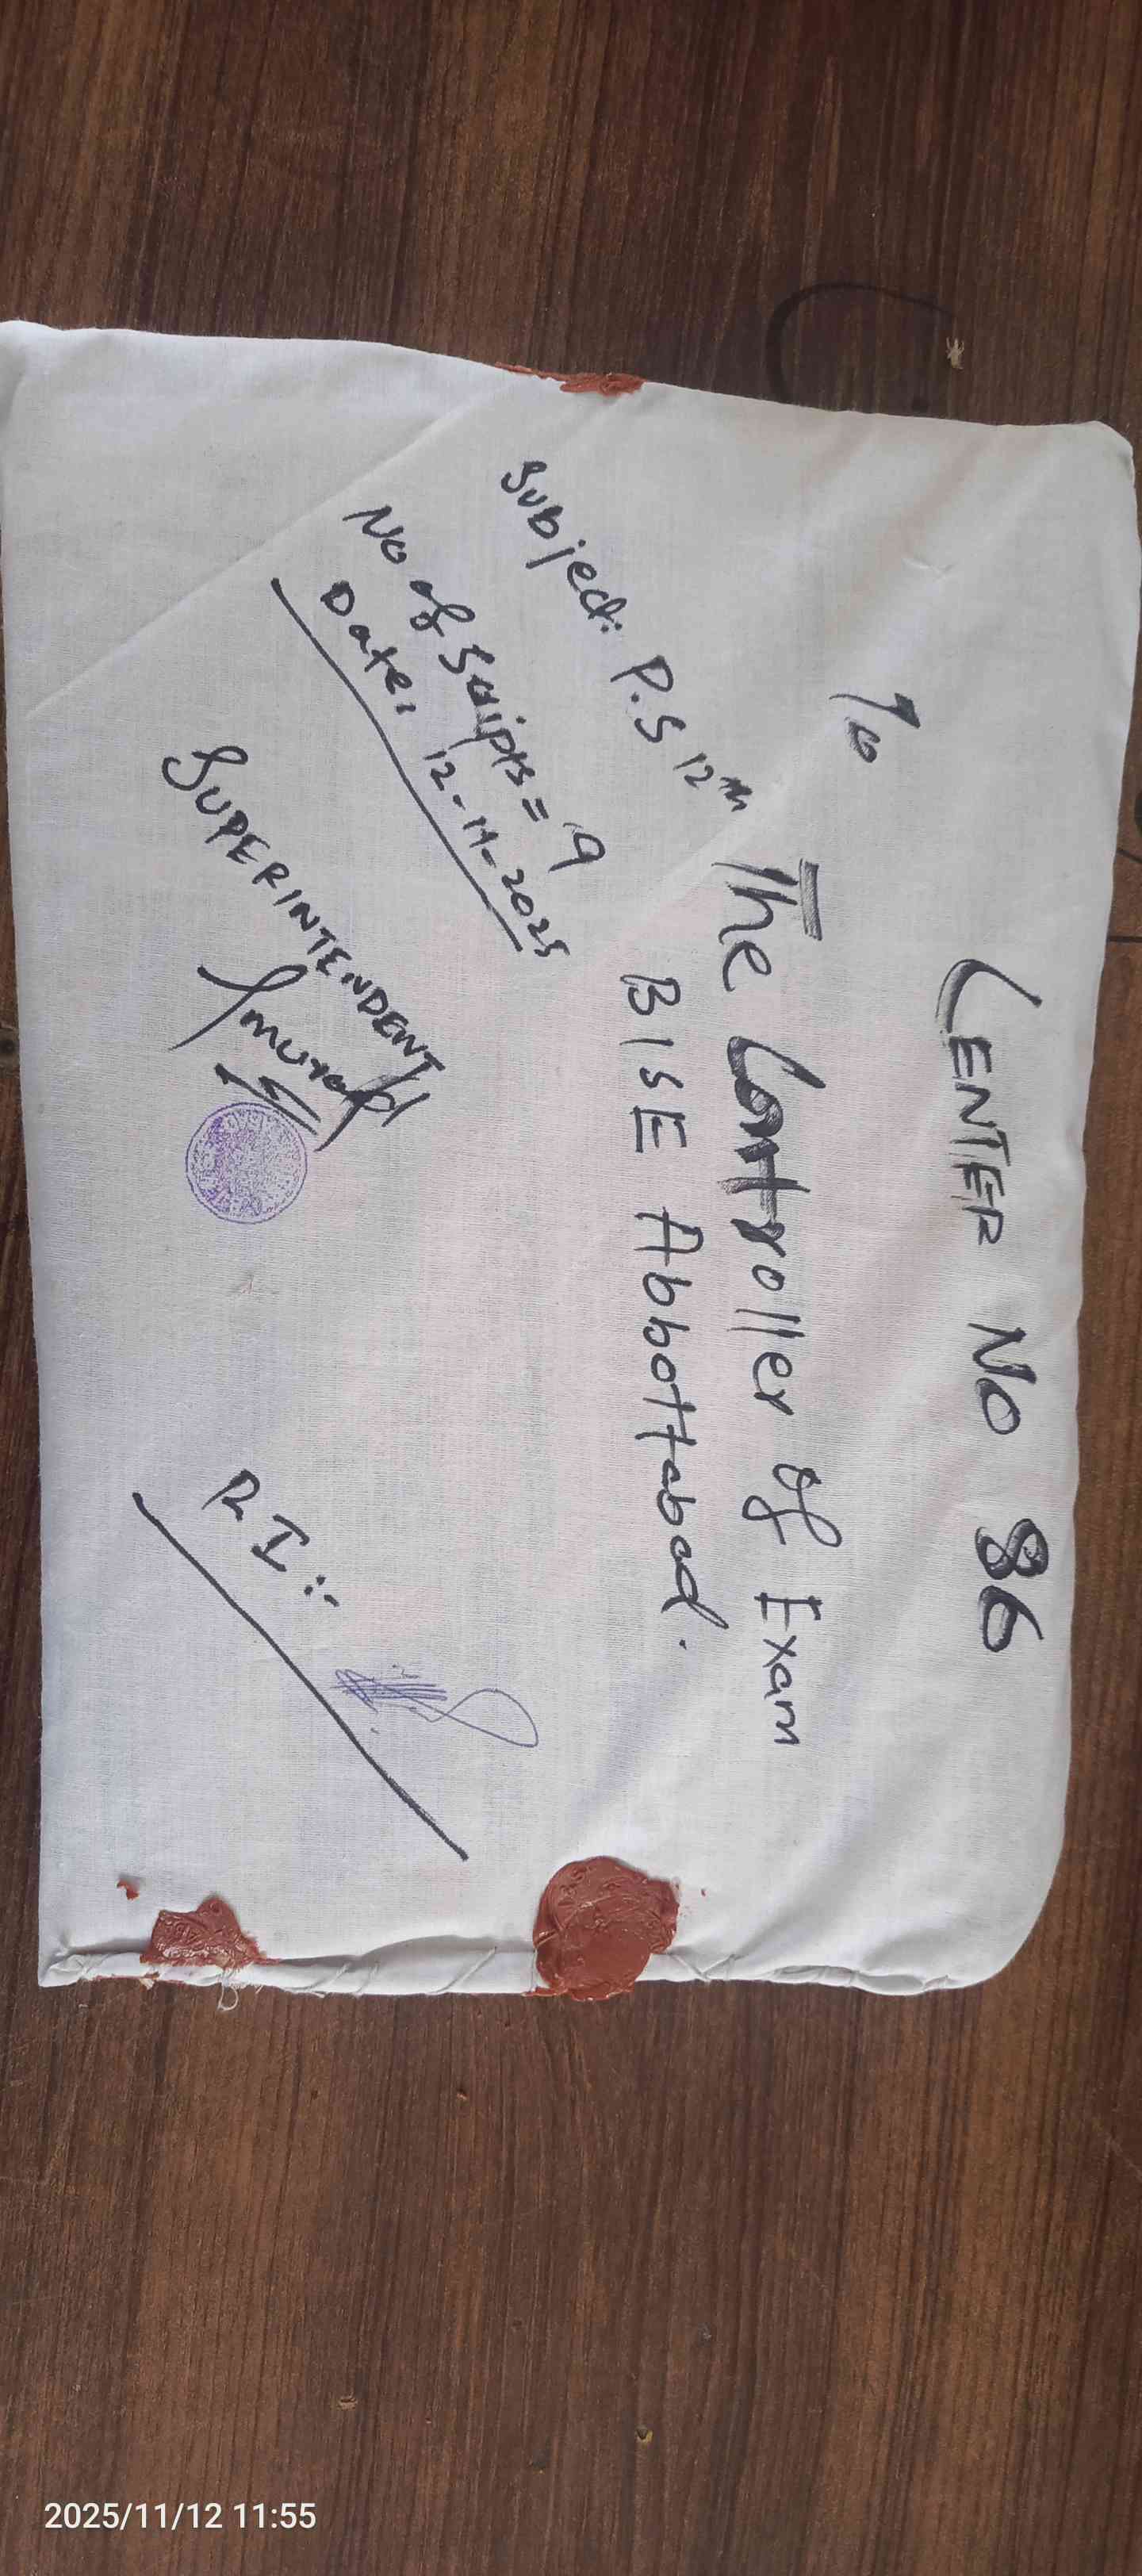 CENTER NO 86
T/o
The Controller of Exam
BISE Abbottabad.
Subject: P.S 12th
No of Scripts = 9
Date: 12-11-2025
SUPERINTENDENT
R I:
2025/11/12 11:55